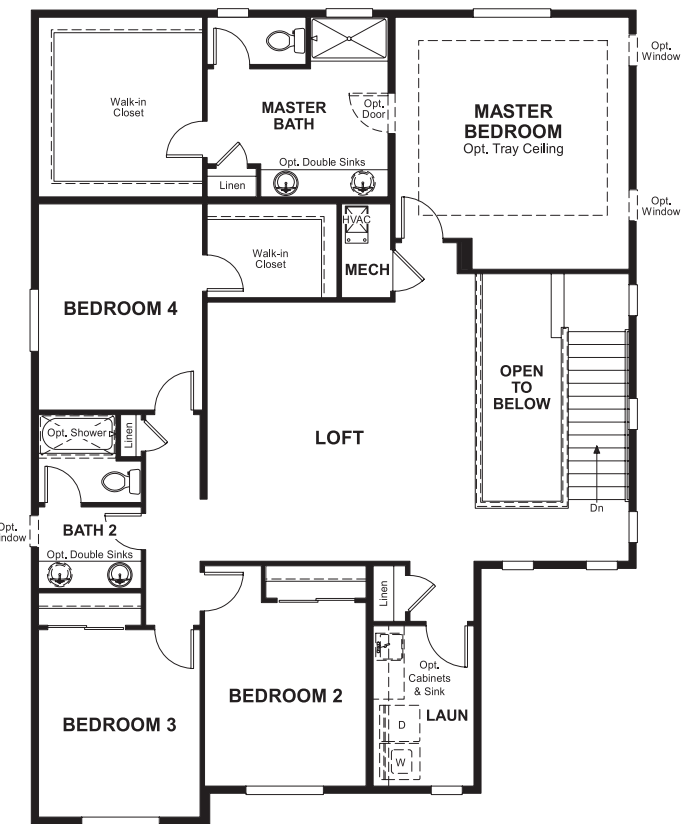 Walk-in
Closet
MASTER
BATH
Opt.
Door
Opt. Double Sinks
Linen
MASTER
BEDROOM
Opt. Tray Ceiling
Opt.
Window
Opt.
Window
HVAC
MECH
Walk-in
Closet
BEDROOM 4
OPEN
TO
BELOW
Dn
LOFT
Opt. Shower
Linen
Opt.
indow
BATH 2
Opt. Double Sinks
Linen
Opt.
Cabinets
& Sink
LAUN
D
W
BEDROOM 2
BEDROOM 3